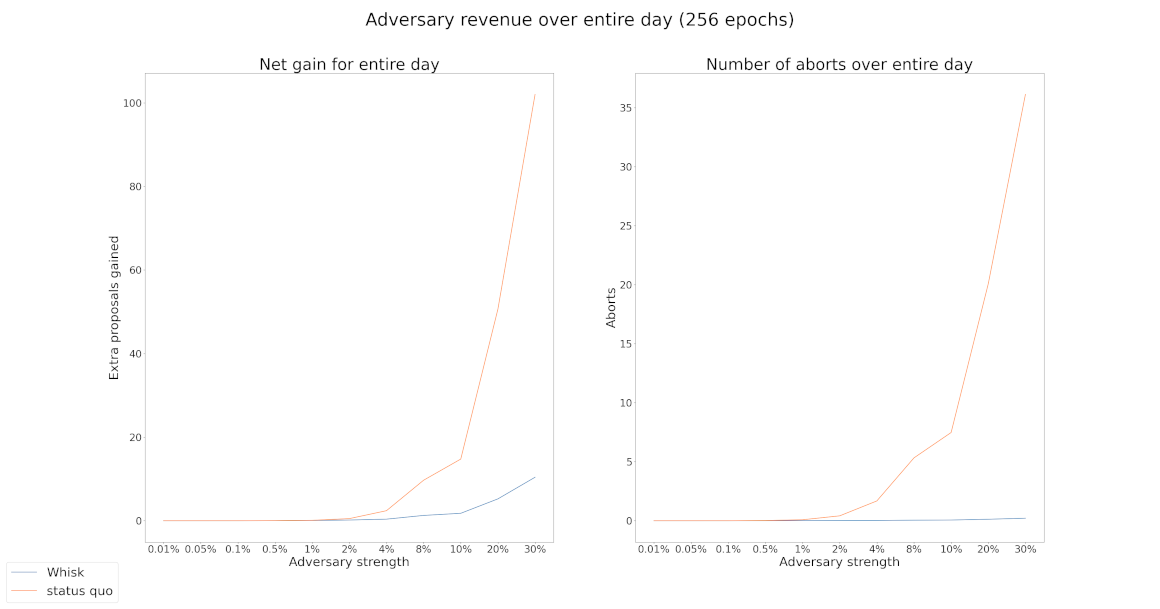 Adversary revenue over entire day (256 epochs)
Net gain for entire day
Extra proposals gained
100
80
60
40
20
0
0.01% 0.05% 0.1% 0.5% 1% 2% 4% 8% 10% 20% 30%
Adversary strength
Number of aborts over entire day
Aborts
35
30
25
20
15
10
5
0
0.01% 0.05% 0.1% 0.5% 1% 2% 4% 8% 10% 20% 30%
Adversary strength
Whisk
status quo